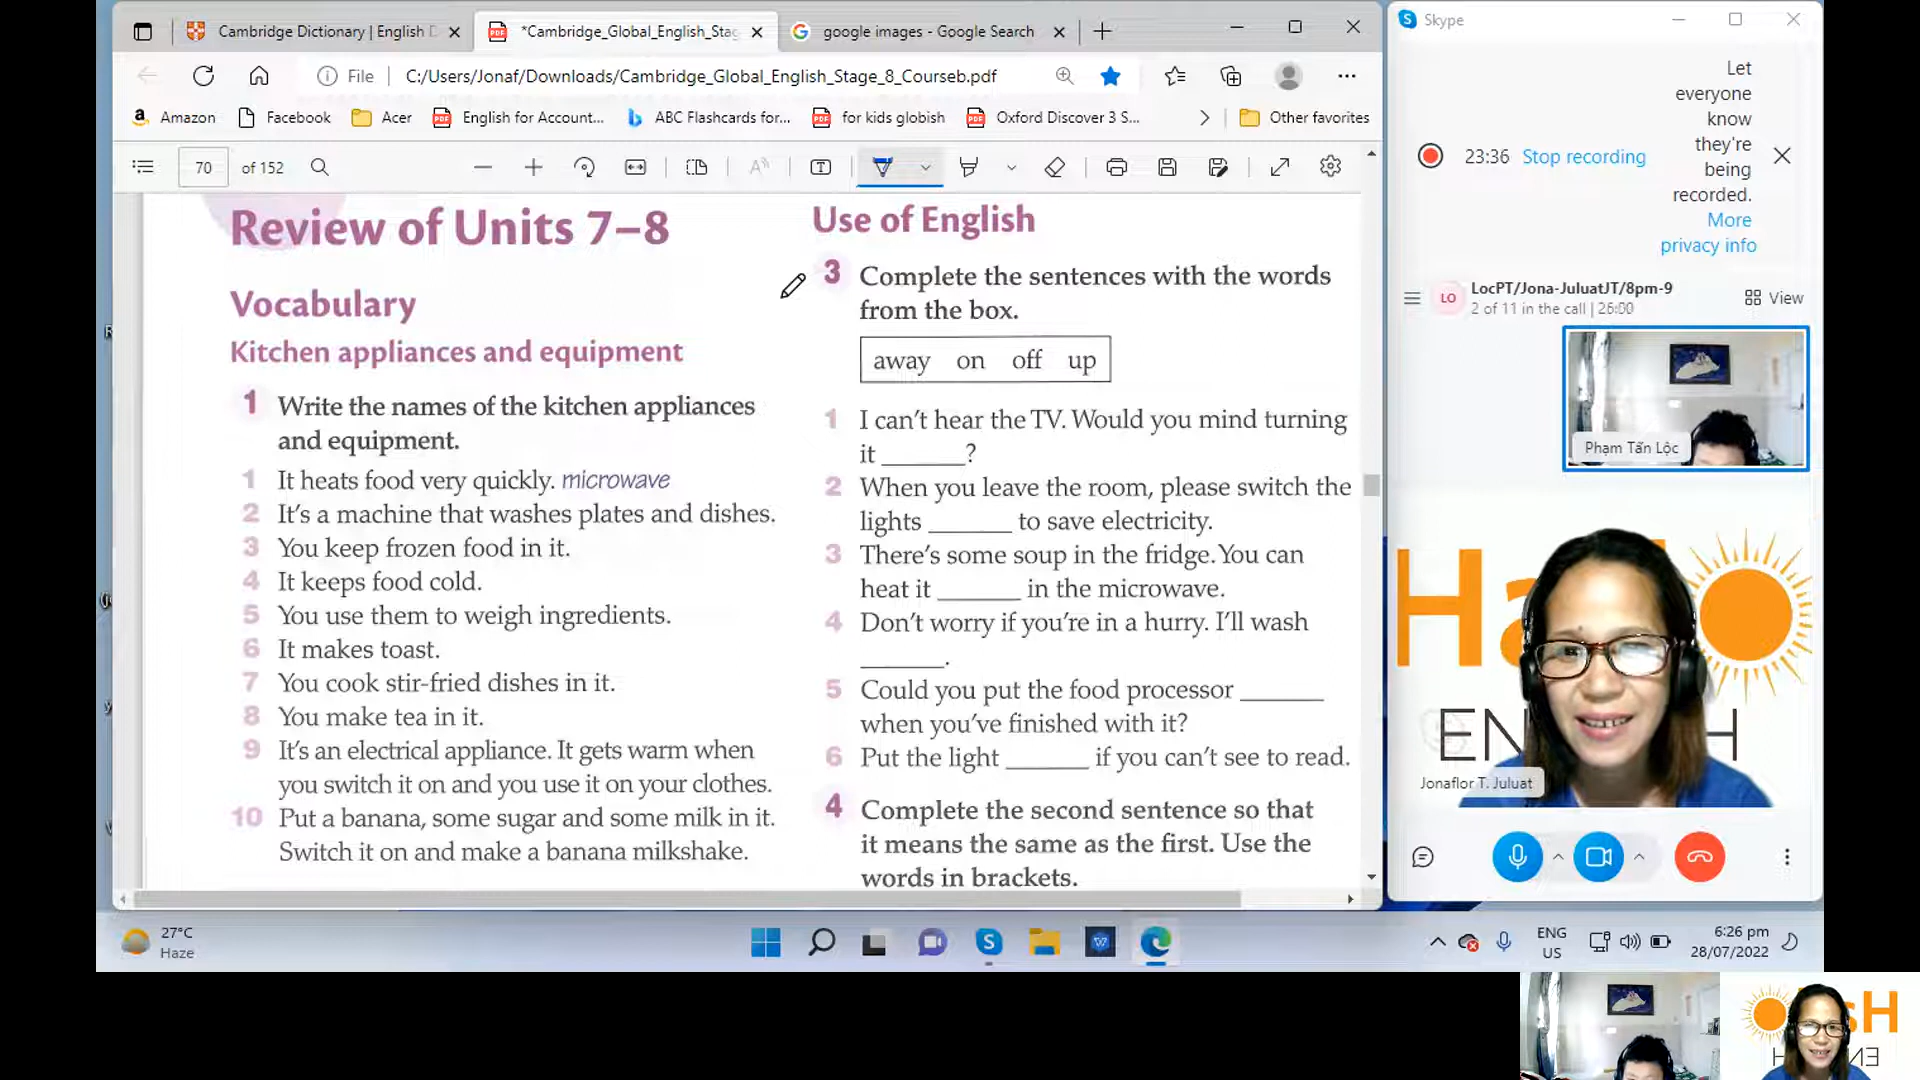 Cambridge Dictionary | English D
*Cambridge_Global_English_Stag
google images - Google Search
File
C:/Users/Jonaf/Downloads/Cambridge_Global_English_Stage_8_Courseb.pdf
Amazon
Facebook
Acer
English for Account...
ABC Flashcards for...
for kids globish
Oxford Discover 3 S...
Other favorites
70 of 152
Review of Units 7–8
Vocabulary
Kitchen appliances and equipment
1 Write the names of the kitchen appliances
and equipment.
1 It heats food very quickly. microwave
2 It's a machine that washes plates and dishes.
3 You keep frozen food in it.
4 It keeps food cold.
5 You use them to weigh ingredients.
6 It makes toast.
7 You cook stir-fried dishes in it.
8 You make tea in it.
9 It's an electrical appliance. It gets warm when
you switch it on and you use it on your clothes.
10 Put a banana, some sugar and some milk in it.
Switch it on and make a banana milkshake.
Use of English
3 Complete the sentences with the words
from the box.
away on off up
1 I can't hear the TV. Would you mind turning
it ______?
2 When you leave the room, please switch the
lights ______ to save electricity.
3 There's some soup in the fridge. You can
heat it ______ in the microwave.
4 Don't worry if you're in a hurry. I'll wash
______.
5 Could you put the food processor ______
when you've finished with it?
6 Put the light ______ if you can't see to read.
4 Complete the second sentence so that
it means the same as the first. Use the
words in brackets.
Skype
23:36 Stop recording
Let
everyone
know
they're
being
recorded.
More
privacy info
LO
LocPT/Jona-JuluatJT/8pm-9
2 of 11 in the call | 26:00
View
Phạm Tấn Lộc
Jonaflor T. Juluat
27°C
Haze
ENG
US
6:26 pm
28/07/2022